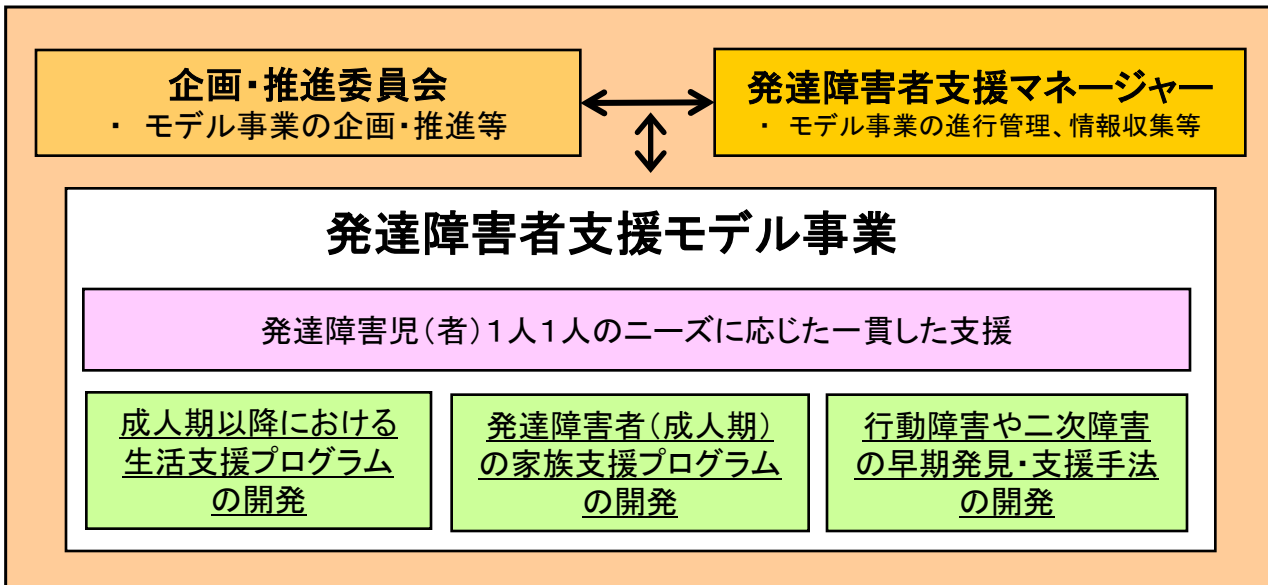 企画・推進委員会
・ モデル事業の企画・推進等
発達障害者支援マネージャー
・ モデル事業の進行管理、情報収集等
発達障害者支援モデル事業
発達障害児(者)1人1人のニーズに応じた一貫した支援
成人期以降における
生活支援プログラム
の開発
発達障害者(成人期)
の家族支援プログラム
の開発
行動障害や二次障害
の早期発見・支援手法
の開発